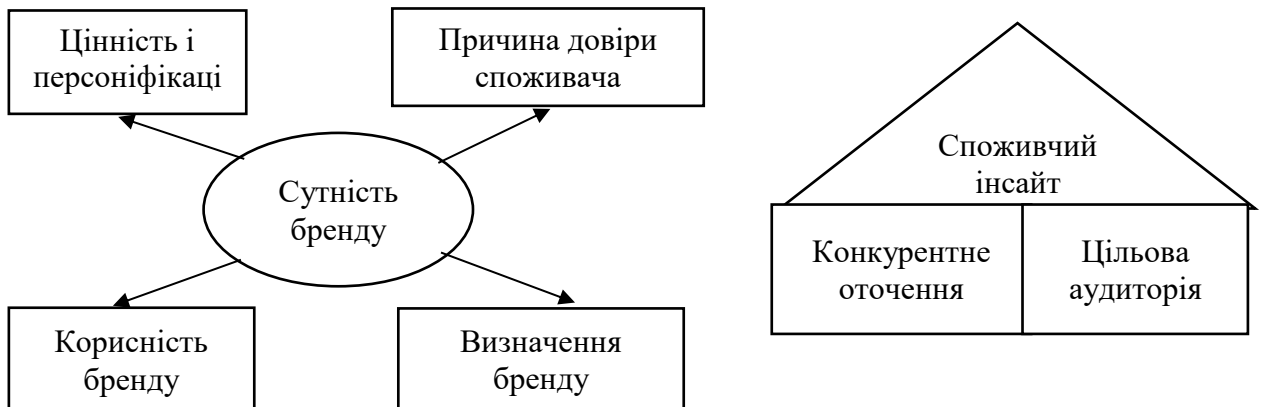 Цінність і
персоніфікаці
Причина довіри
споживача
Сутність
бренду
Корисність
бренду
Визначення
бренду
Споживчий
інсайт
Конкурентне
оточення
Цільова
аудиторія